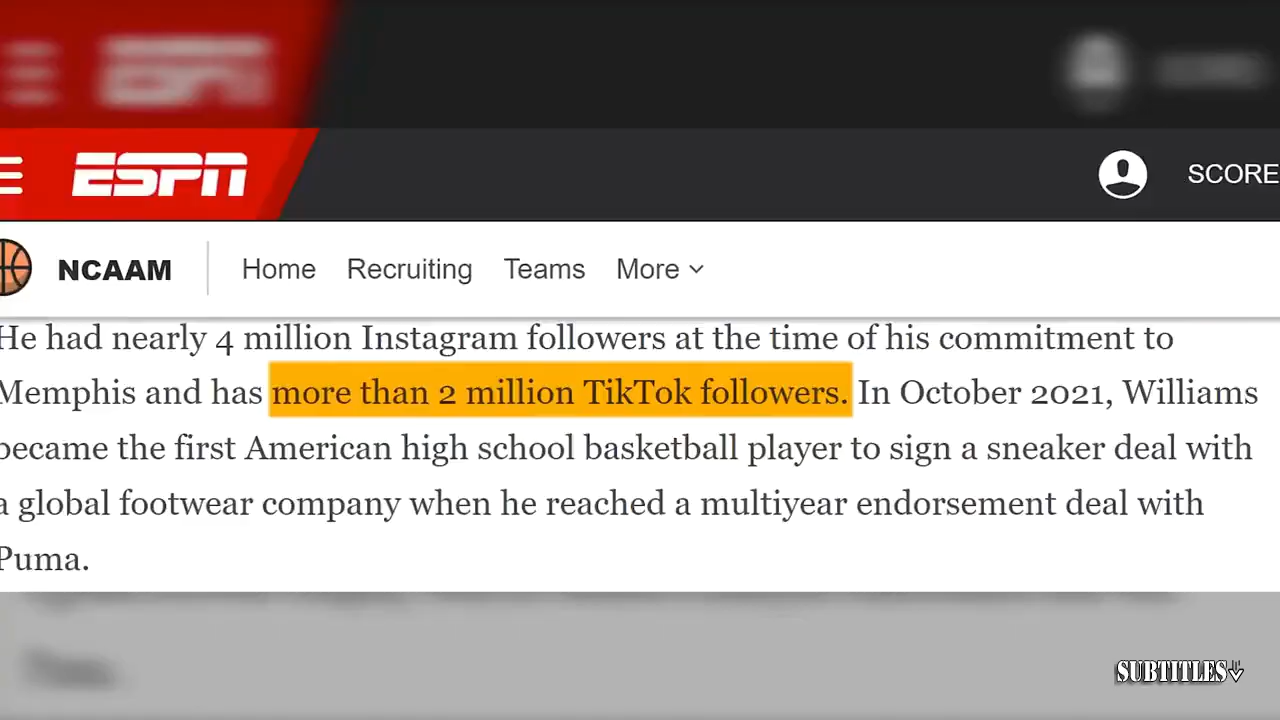 ESPN
SCORE
NCAAM
Home
Recruiting
Teams
More
He had nearly 4 million Instagram followers at the time of his commitment to
Memphis and has more than 2 million TikTok followers. In October 2021, Williams
became the first American high school basketball player to sign a sneaker deal with
a global footwear company when he reached a multiyear endorsement deal with
Puma.
SUBTITLES